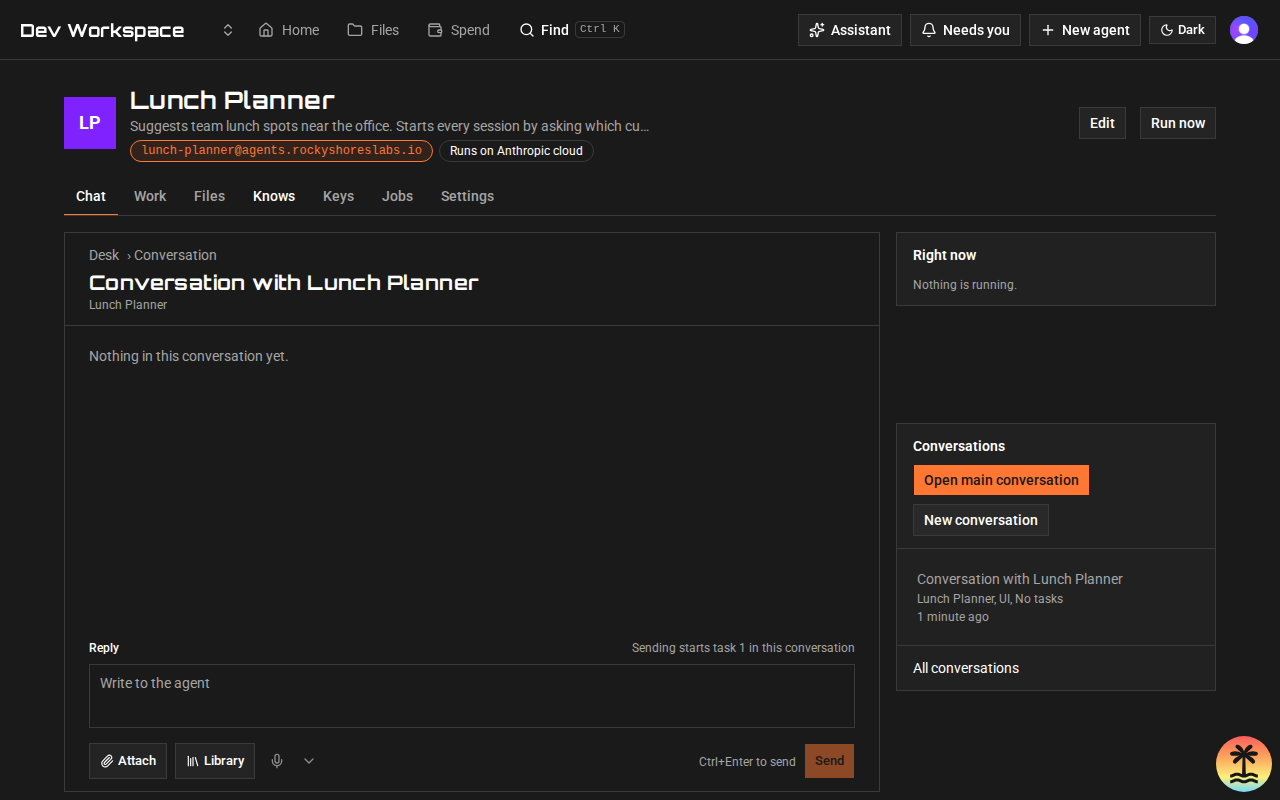 Dev Workspace
Home
Files
Spend
Find Ctrl K
Assistant
Needs you
New agent
Dark
LP
Lunch Planner
Suggests team lunch spots near the office. Starts every session by asking which cu…
lunch-planner@agents.rockyshoreslabs.io
Runs on Anthropic cloud
Edit
Run now
Chat
Work
Files
Knows
Keys
Jobs
Settings
Desk › Conversation
Conversation with Lunch Planner
Lunch Planner
Nothing in this conversation yet.
Reply
Sending starts task 1 in this conversation
Write to the agent
Attach
Library
Ctrl+Enter to send
Send
Right now
Nothing is running.
Conversations
Open main conversation
New conversation
Conversation with Lunch Planner
Lunch Planner, UI, No tasks
1 minute ago
All conversations